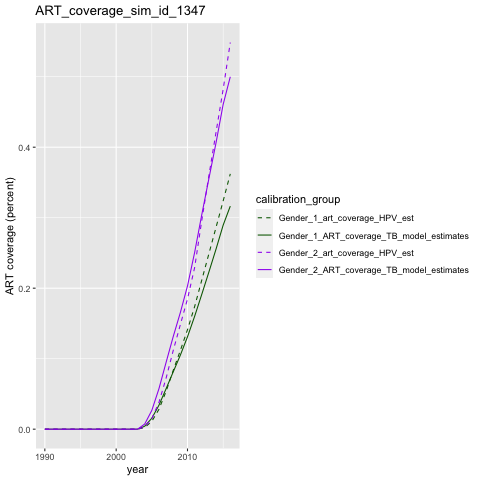 ART_coverage_sim_id_1347
ART coverage (percent)
0.4
0.2
0.0
1990
2000
2010
year
calibration_group
Gender_1_art_coverage_HPV_est
Gender_1_ART_coverage_TB_model_estimates
Gender_2_art_coverage_HPV_est
Gender_2_ART_coverage_TB_model_estimates